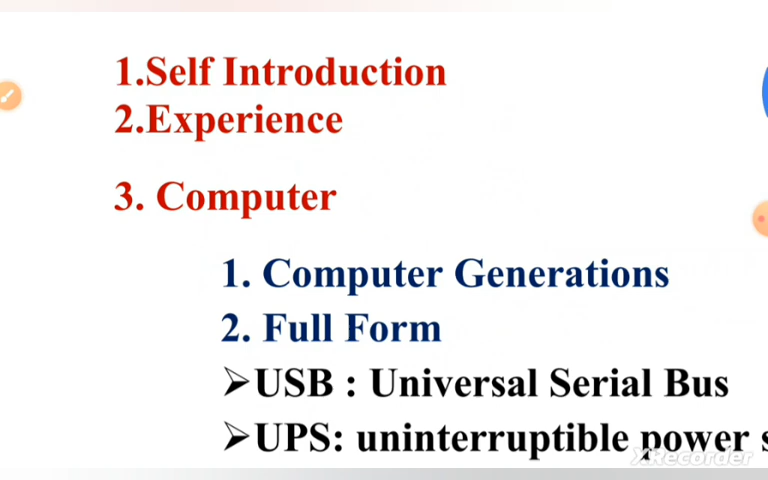 1.Self Introduction
2.Experience
3. Computer
1. Computer Generations
2. Full Form
➢USB : Universal Serial Bus
➢UPS: uninterruptible power s
XRecorder